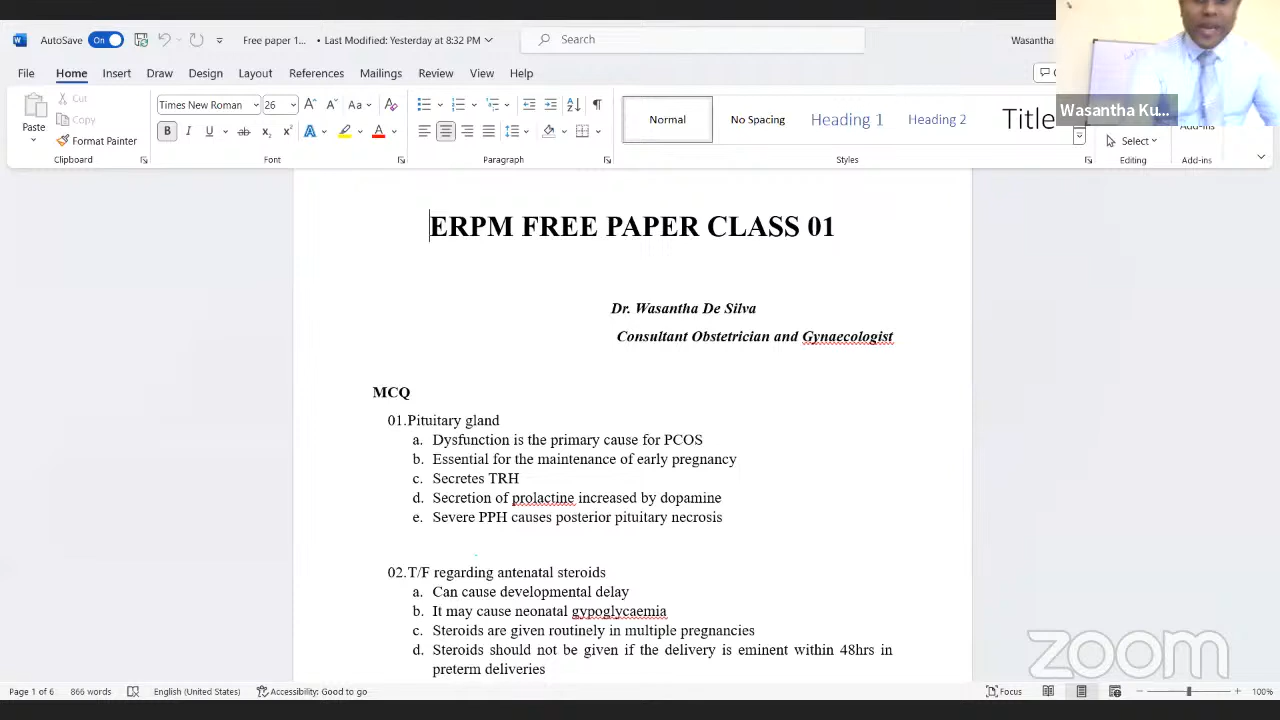 AutoSave On Free paper 1... • Last Modified: Yesterday at 8:32 PM Search Wasantha
File Home Insert Draw Design Layout References Mailings Review View Help
Paste Cut Copy Format Painter
Clipboard
Times New Roman 26
Font
Paragraph
Normal No Spacing Heading 1 Heading 2 Title
Styles
Select
Editing
Add-ins
Wasantha Ku...
ERPM FREE PAPER CLASS 01
Dr. Wasantha De Silva
Consultant Obstetrician and Gynaecologist
MCQ
01.Pituitary gland
a. Dysfunction is the primary cause for PCOS
b. Essential for the maintenance of early pregnancy
c. Secretes TRH
d. Secretion of prolactine increased by dopamine
e. Severe PPH causes posterior pituitary necrosis
02.T/F regarding antenatal steroids
a. Can cause developmental delay
b. It may cause neonatal gypoglycaemia
c. Steroids are given routinely in multiple pregnancies
d. Steroids should not be given if the delivery is eminent within 48hrs in
preterm deliveries
zoom
Page 1 of 6 866 words English (United States) Accessibility: Good to go Focus 100%